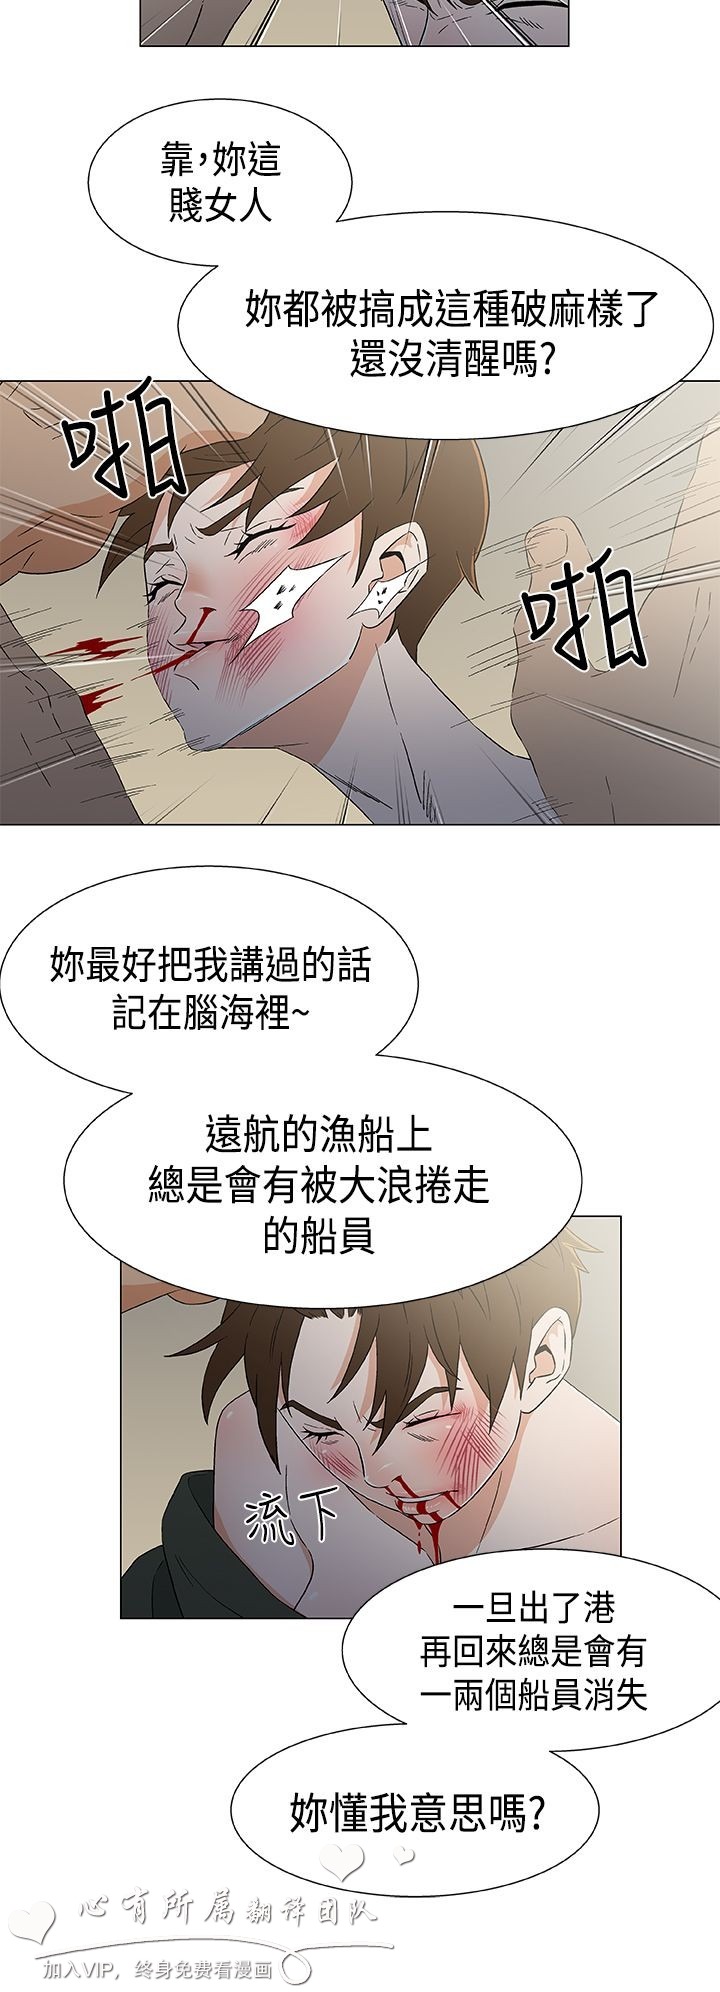 靠，妳這
賤女人
妳都被搞成這種破麻樣了
還沒清醒嗎?
啪
啪
妳最好把我講過的話
記在腦海裡~
遠航的漁船上
總是會有被大浪捲走
的船員
流下
一旦出了港
再回來總是會有
一兩個船員消失
妳懂我意思嗎?
心有所属翻译团队
加入VIP，终身免费看漫画